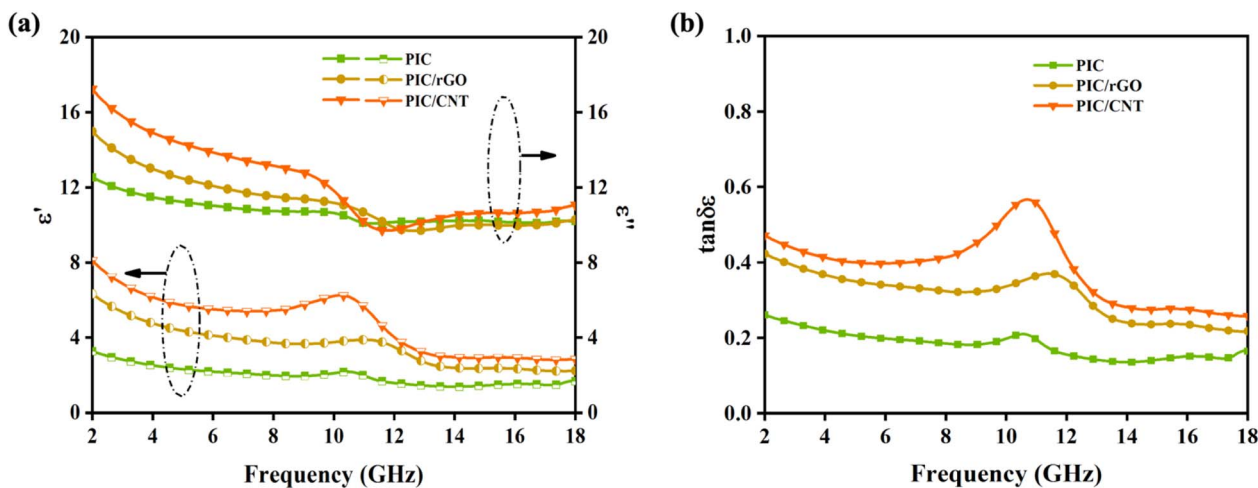 (a)
20
16
12
8
4
0
ε'
2 4 6 8 10 12 14 16 18
Frequency (GHz)
20
16
12
8
4
0
ε"
PIC
PIC/rGO
PIC/CNT
(b)
1.0
0.8
0.6
0.4
0.2
0.0
tanδε
2 4 6 8 10 12 14 16 18
Frequency (GHz)
PIC
PIC/rGO
PIC/CNT